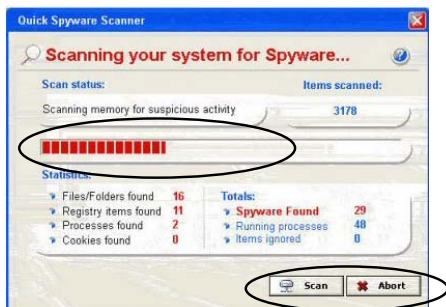 Quick Spyware Scanner
Scanning your system for Spyware...
Scan status:
Items scanned:
Scanning memory for suspicious activity
3178
Statistics:
Files/Folders found 16
Registry items found 11
Processes found 2
Cookies found 0
Totals:
Spyware Found 29
Running processes 48
Items ignored 0
Scan
Abort